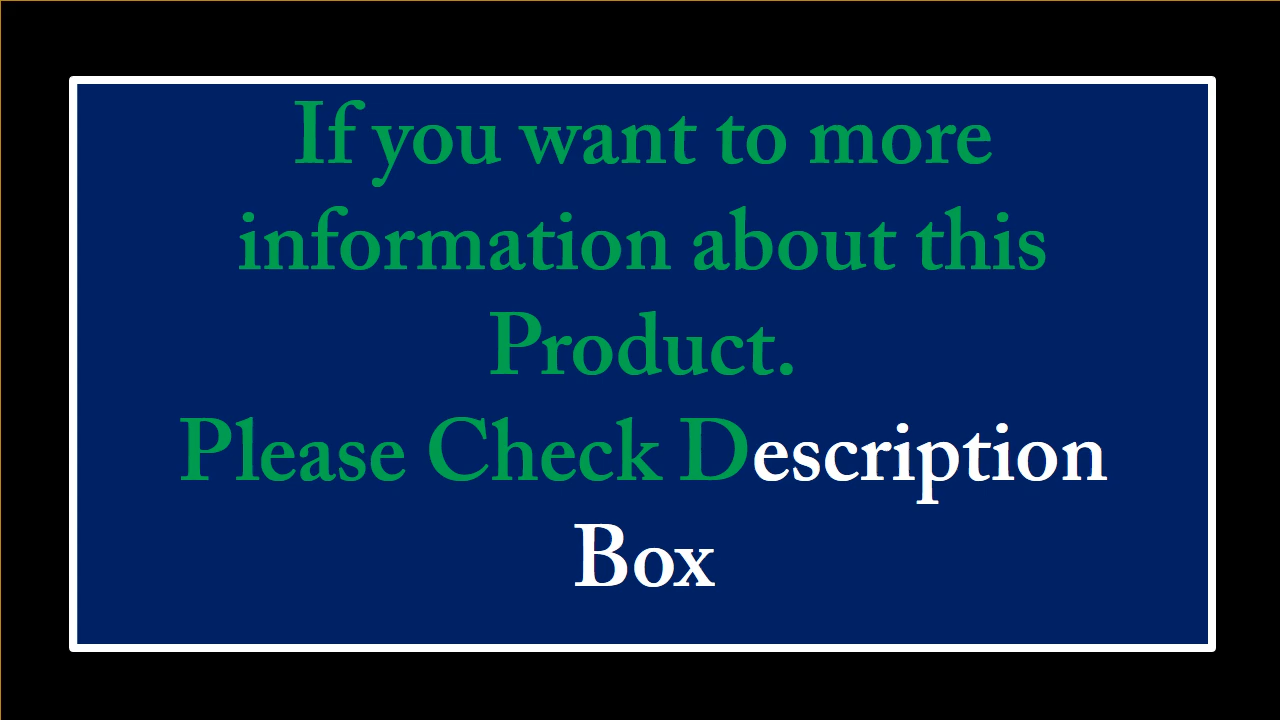 If you want to more
information about this
Product.
Please Check Description
Box